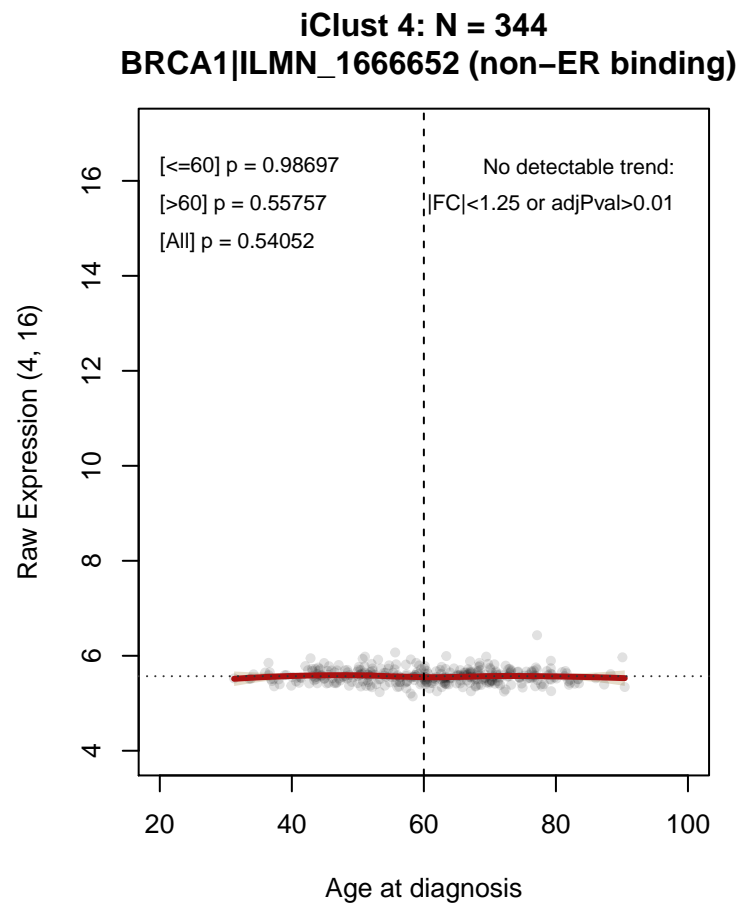 iClust 4: N = 344
BRCA1|ILMN_1666652 (non−ER binding)
[<=60] p = 0.98697
[>60] p = 0.55757
[All] p = 0.54052
No detectable trend:
|FC|<1.25 or adjPval>0.01
Raw Expression (4, 16)
16
14
12
10
8
6
4
20 40 60 80 100
Age at diagnosis